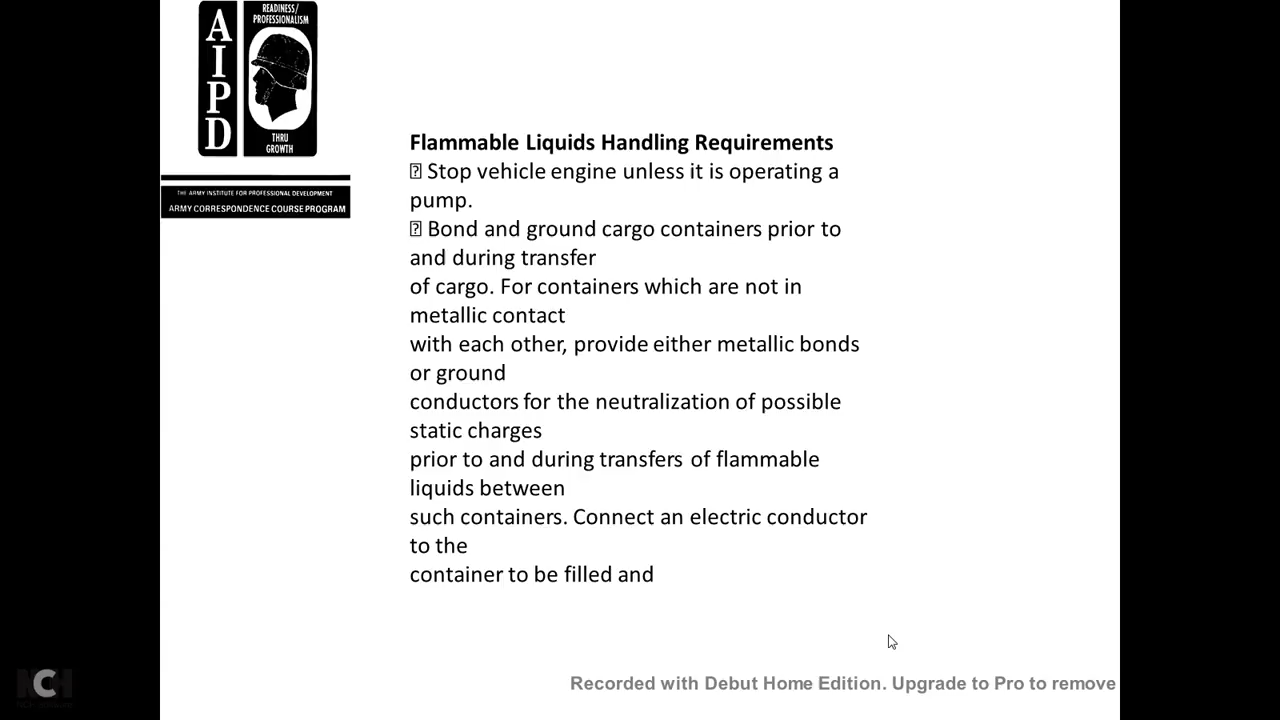 A
I
P
D
READINESS/
PROFESSIONALISM
THRU
GROWTH
THE ARMY INSTITUTE FOR PROFESSIONAL DEVELOPMENT
ARMY CORRESPONDENCE COURSE PROGRAM
Flammable Liquids Handling Requirements
Stop vehicle engine unless it is operating a
pump.
Bond and ground cargo containers prior to
and during transfer
of cargo. For containers which are not in
metallic contact
with each other, provide either metallic bonds
or ground
conductors for the neutralization of possible
static charges
prior to and during transfers of flammable
liquids between
such containers. Connect an electric conductor
to the
container to be filled and
Recorded with Debut Home Edition. Upgrade to Pro to remove